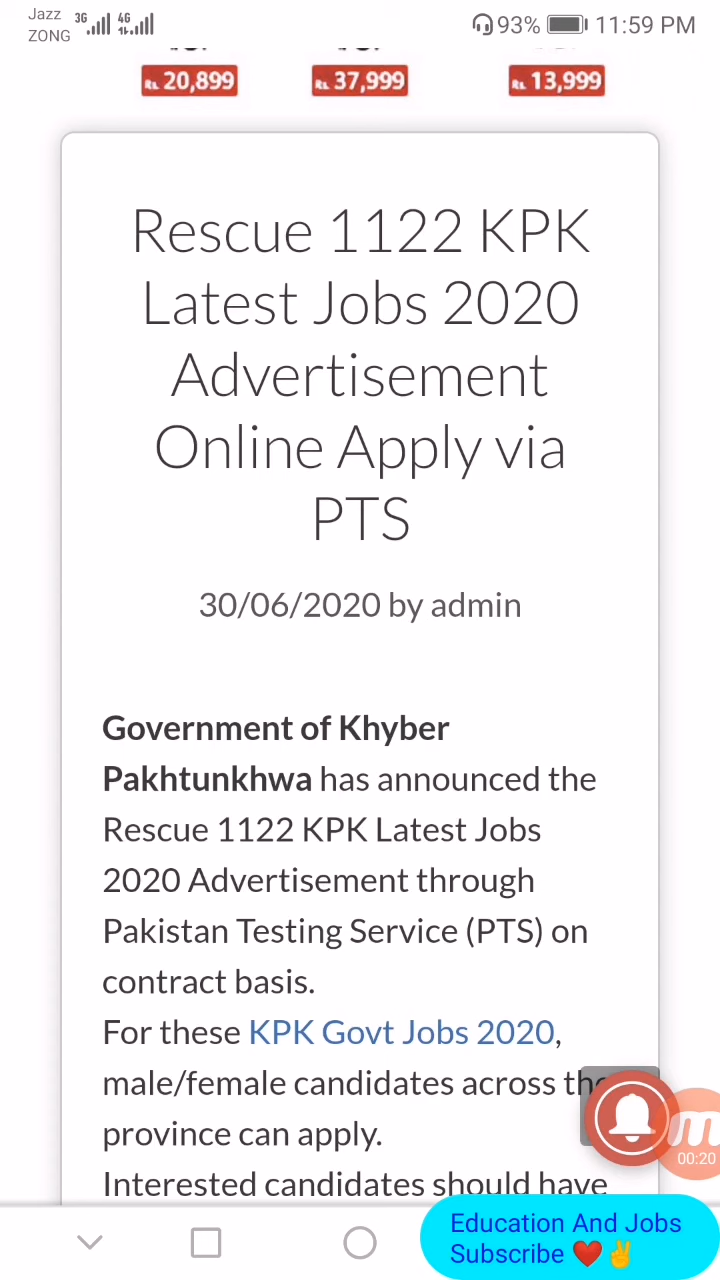 Jazz 3G 4G 93% 11:59 PM
ZONG
Rs. 20,899 Rs. 37,999 Rs. 13,999
Rescue 1122 KPK
Latest Jobs 2020
Advertisement
Online Apply via
PTS
30/06/2020 by admin
Government of Khyber
Pakhtunkhwa has announced the
Rescue 1122 KPK Latest Jobs
2020 Advertisement through
Pakistan Testing Service (PTS) on
contract basis.
For these KPK Govt Jobs 2020,
male/female candidates across the
province can apply.
00:20
Interested candidates should have
Education And Jobs
Subscribe ❤️✌️